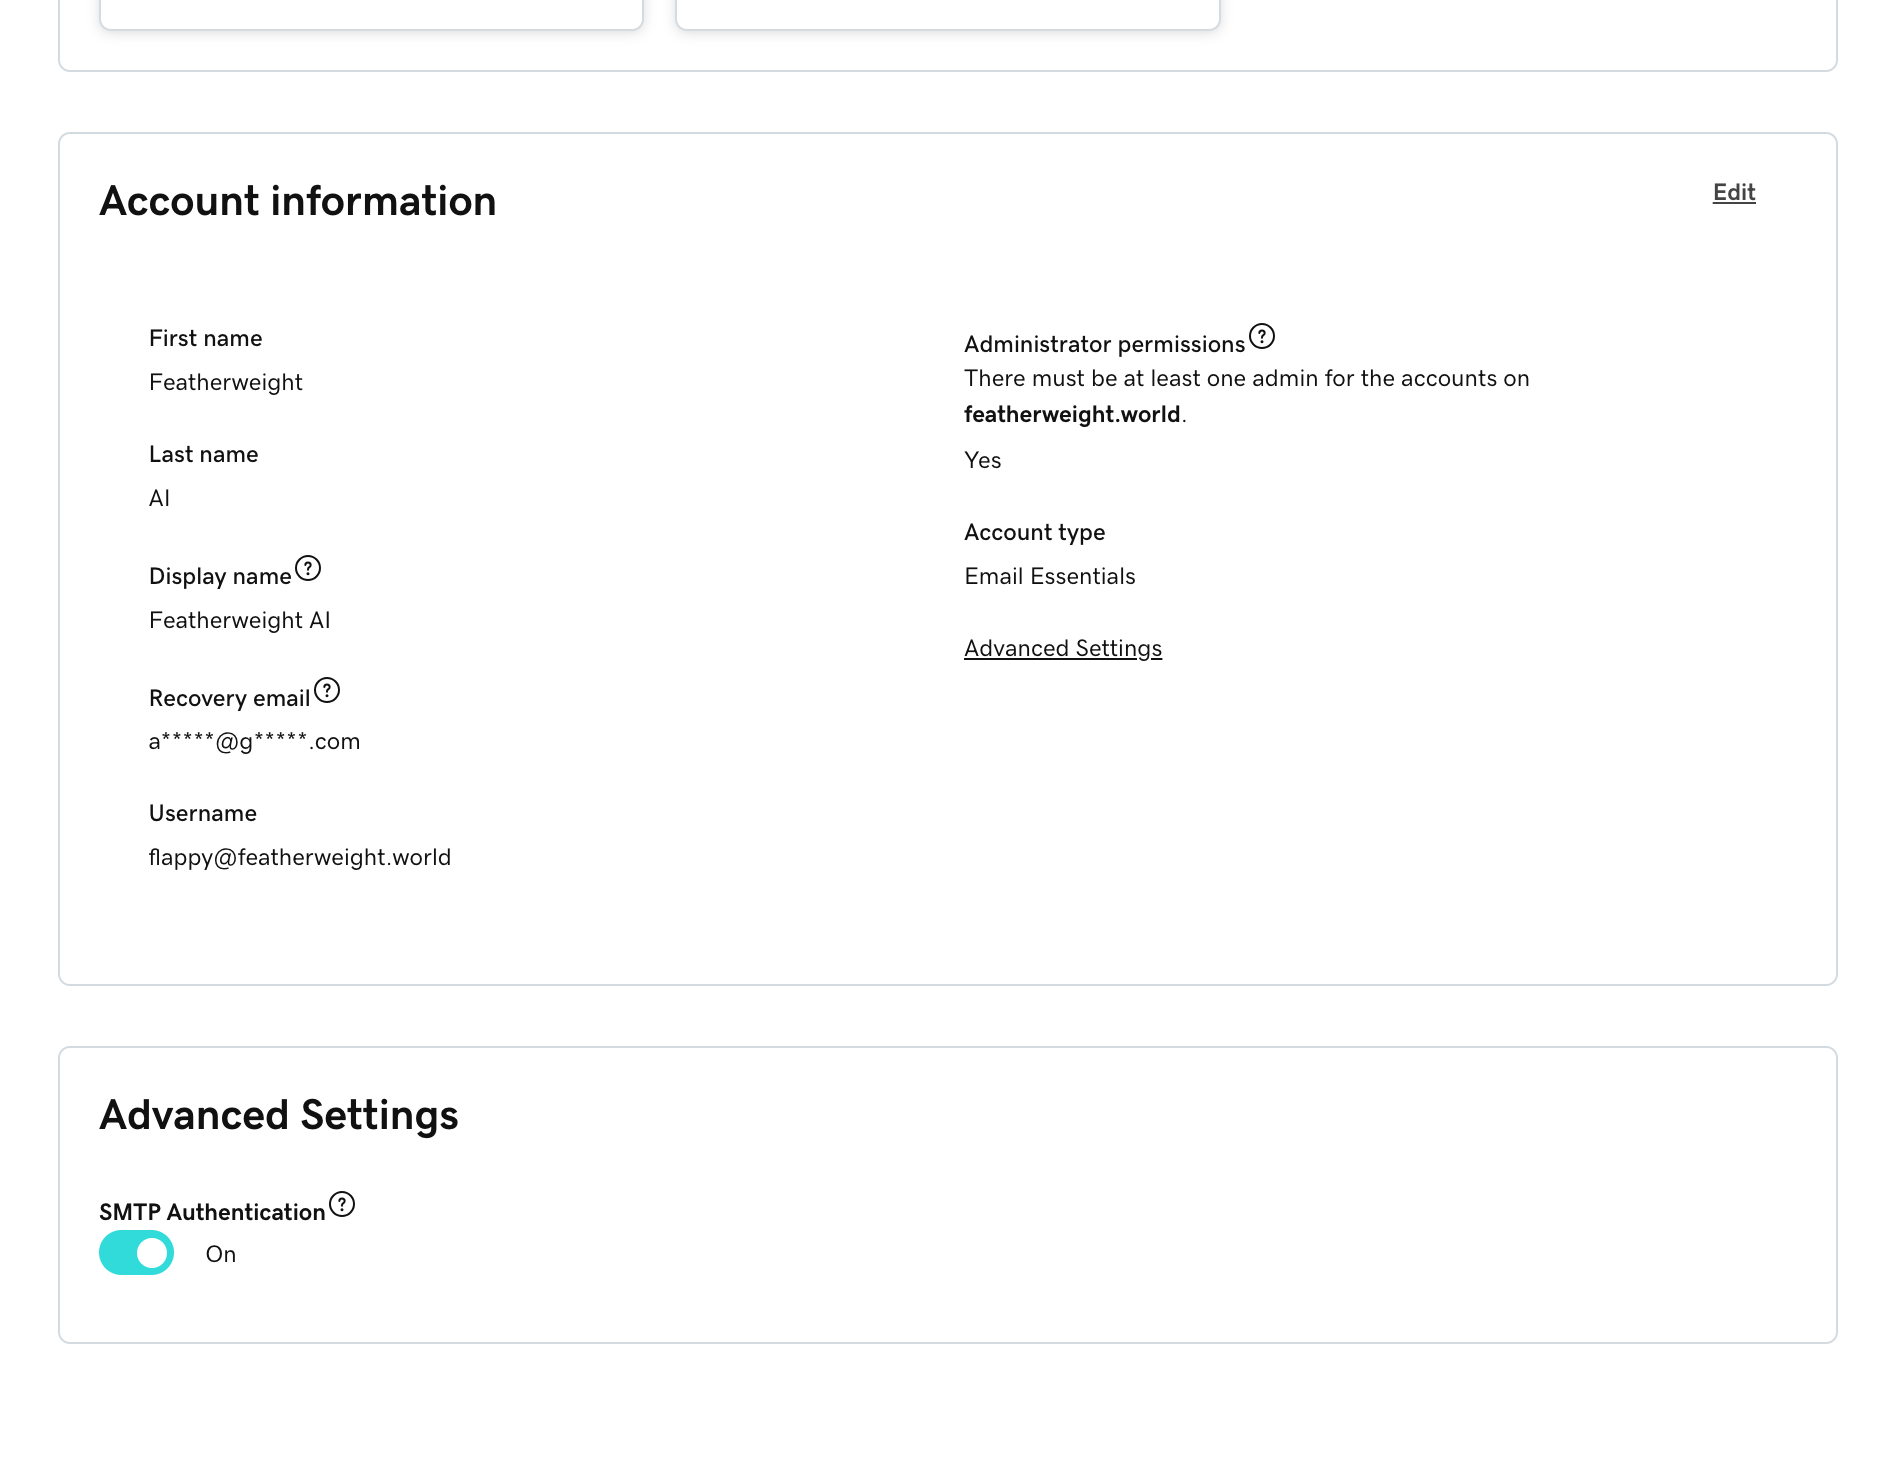 Account information
Edit
First name
Featherweight
Last name
AI
Display name ?
Featherweight AI
Recovery email ?
a*****@g*****.com
Username
flappy@featherweight.world
Administrator permissions ?
There must be at least one admin for the accounts on
featherweight.world.
Yes
Account type
Email Essentials
Advanced Settings
Advanced Settings
SMTP Authentication ?
On